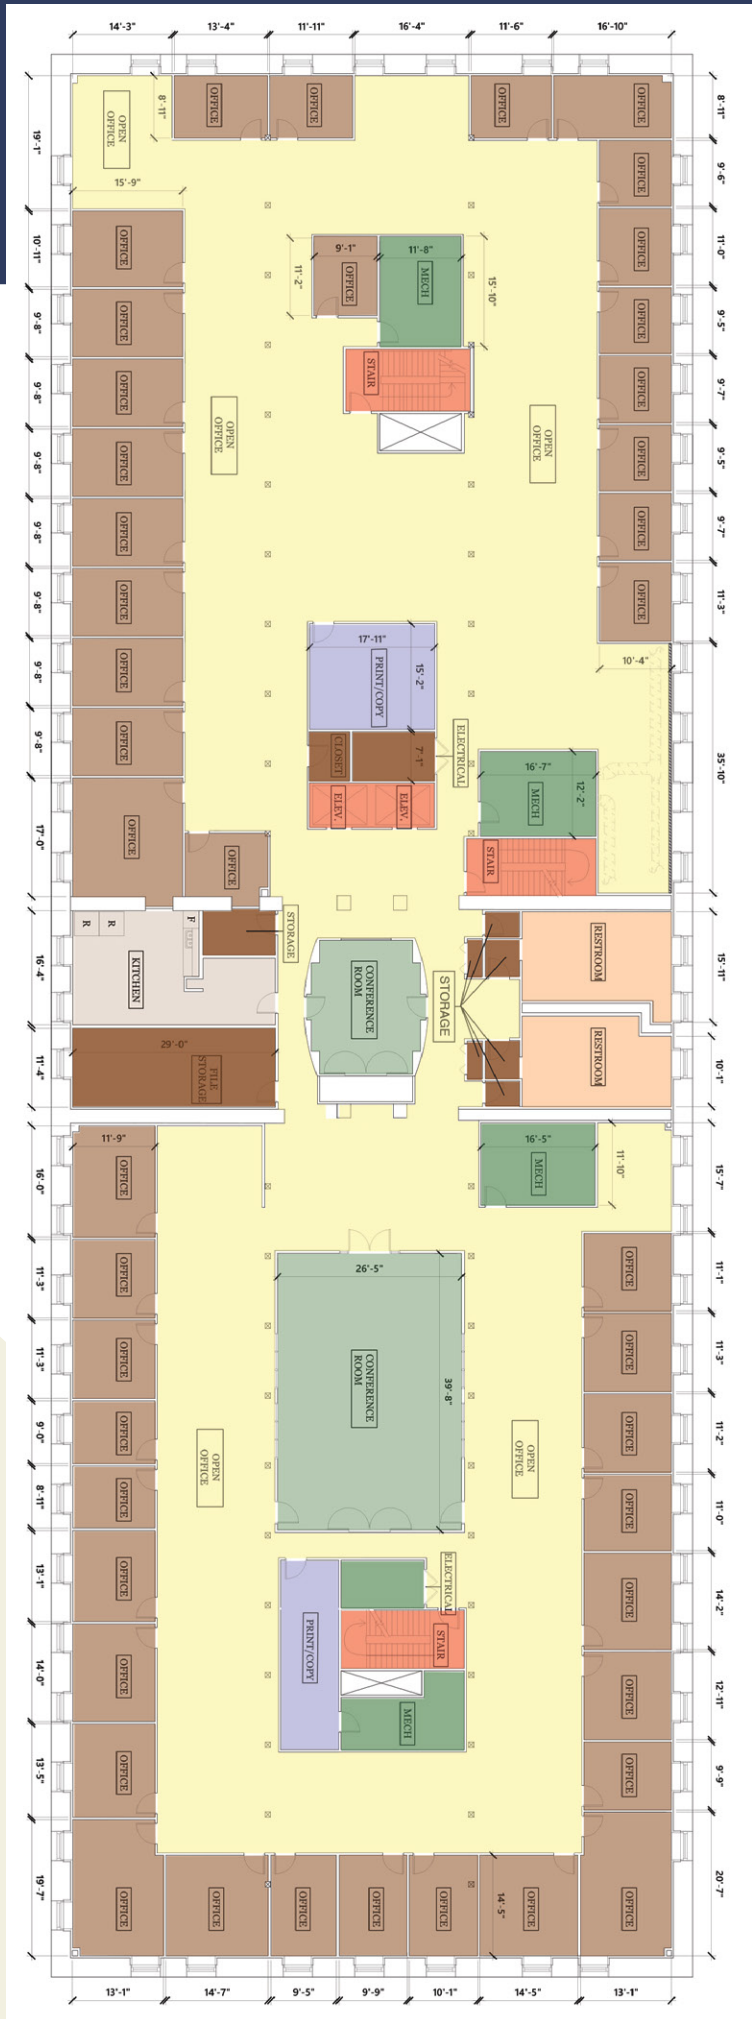 14'-3" 13'-4" 11'-11" 16'-4" 11'-6" 16'-10"
8'-11"
OPEN
OFFICE
OFFICE
OFFICE
OFFICE
OFFICE
8'-11"
19'-1"
15'-9"
OFFICE
9'-6"
10'-11"
OFFICE
9'-1"
11'-8"
11'-2"
OFFICE
MECH
15'-10"
OFFICE
11'-0"
9'-8"
OFFICE
OFFICE
9'-5"
9'-8"
OFFICE
STAIR
OFFICE
9'-7"
9'-8"
OFFICE
OPEN
OFFICE
OPEN
OFFICE
OFFICE
9'-5"
9'-8"
OFFICE
OFFICE
9'-7"
9'-8"
OFFICE
OFFICE
11'-3"
9'-8"
OFFICE
17'-11"
15'-2"
PRINT/COPY
10'-4"
9'-8"
OFFICE
CLOSET
7'-1"
ELECTRICAL
16'-7"
12'-2"
MECH
35'-10"
17'-0"
OFFICE
OFFICE
ELEV.
ELEV.
STAIR
16'-4"
R
R
F
KITCHEN
STORAGE
CONFERENCE
ROOM
STORAGE
RESTROOM
15'-11"
11'-4"
29'-0"
FILE
STORAGE
RESTROOM
10'-1"
16'-0"
11'-9"
OFFICE
16'-5"
MECH
11'-10"
15'-7"
11'-3"
OFFICE
26'-5"
OFFICE
11'-1"
11'-3"
OFFICE
CONFERENCE
ROOM
39'-8"
OFFICE
11'-3"
9'-0"
OFFICE
OPEN
OFFICE
OPEN
OFFICE
OFFICE
11'-2"
8'-11"
OFFICE
OFFICE
11'-0"
13'-1"
OFFICE
ELECTRICAL
OFFICE
14'-2"
14'-0"
OFFICE
PRINT/COPY
STAIR
OFFICE
12'-11"
13'-5"
OFFICE
MECH
OFFICE
9'-9"
19'-7"
OFFICE
OFFICE
OFFICE
OFFICE
OFFICE
14'-5"
OFFICE
OFFICE
20'-7"
13'-1" 14'-7" 9'-5" 9'-9" 10'-1" 14'-5" 13'-1"